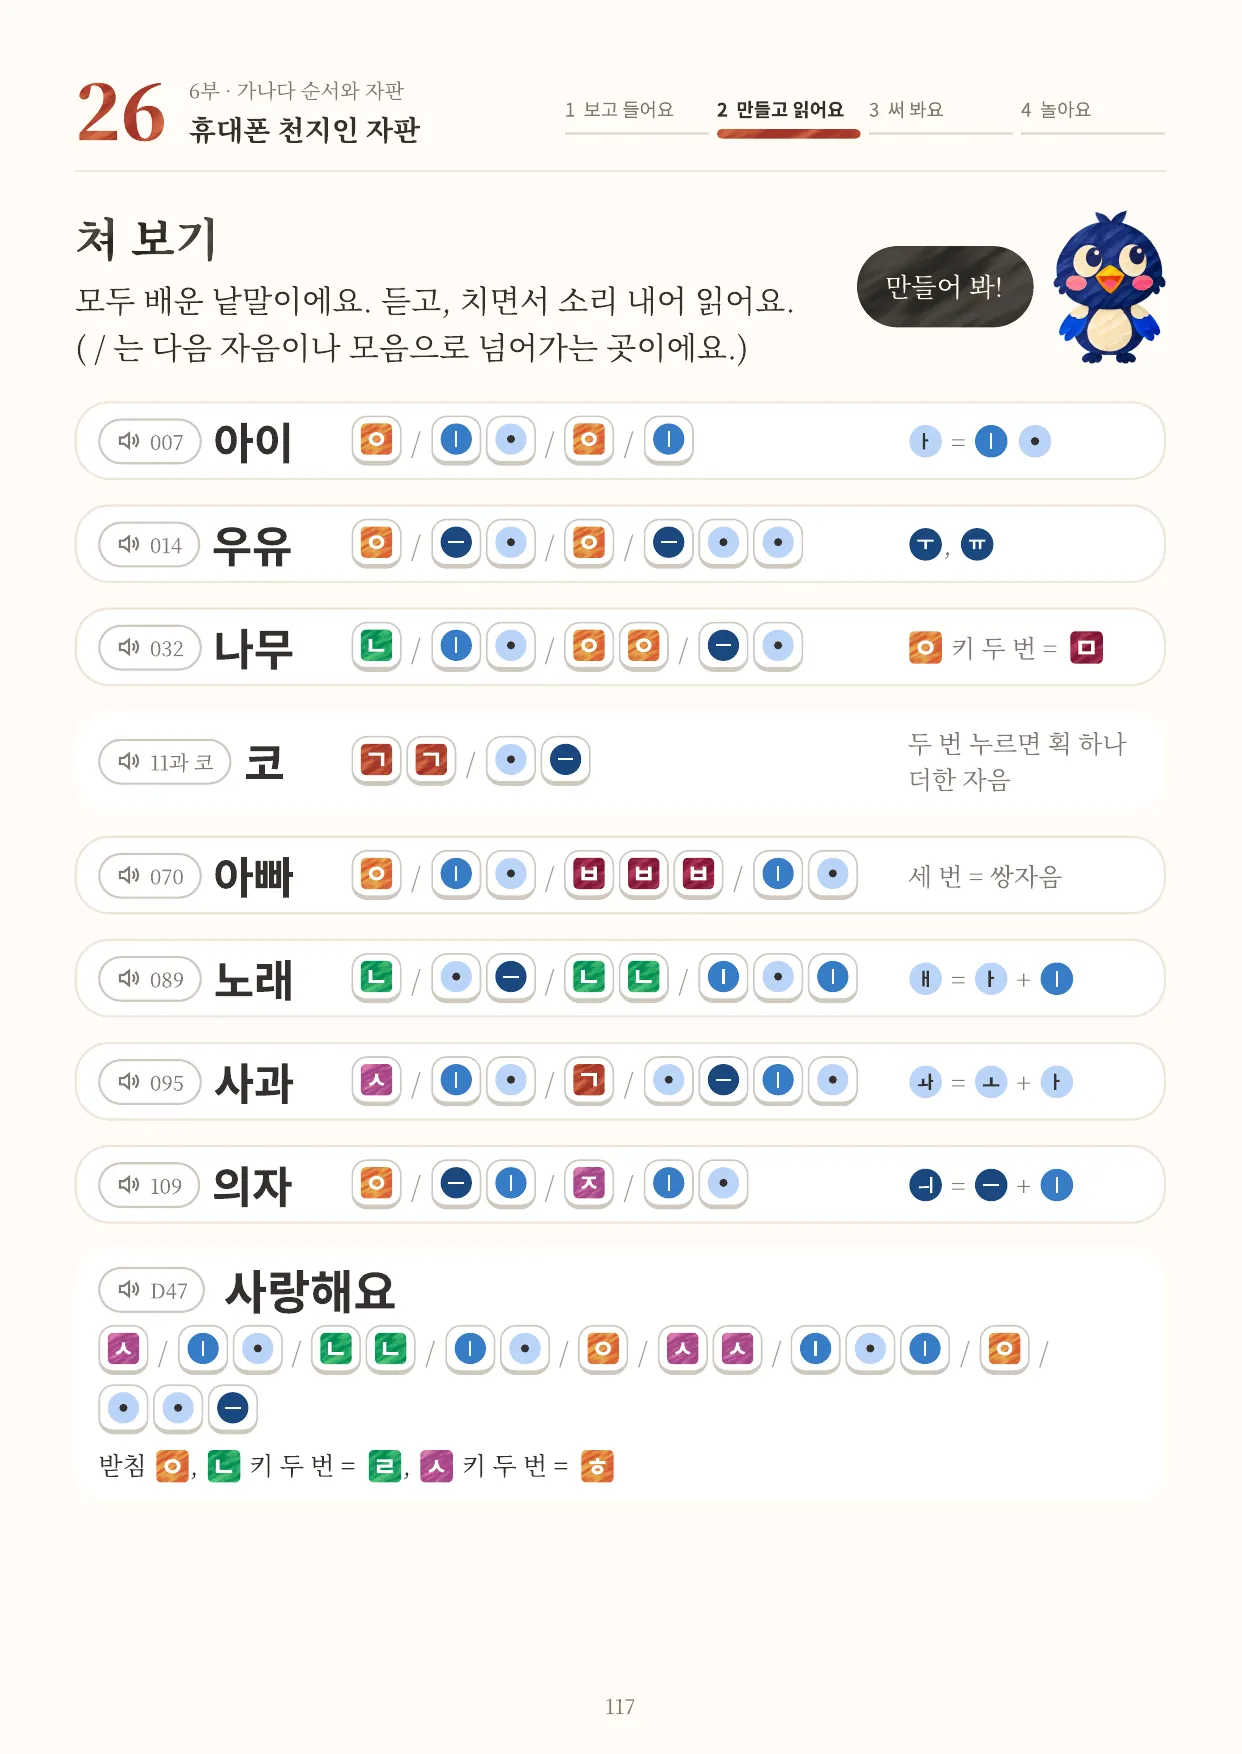 26
6부 · 가나다 순서와 자판
휴대폰 천지인 자판
1 보고 들어요 2 만들고 읽어요 3 써 봐요 4 놀아요
쳐 보기
모두 배운 낱말이에요. 듣고, 치면서 소리 내어 읽어요.
( / 는 다음 자음이나 모음으로 넘어가는 곳이에요.)
만들어 봐!
007 아이 ㅇ / ㅣ • / ㅇ / ㅣ ㅏ = ㅣ •
014 우유 ㅇ / ㅡ • / ㅇ / ㅡ • • ㅜ, ㅠ
032 나무 ㄴ / ㅣ • / ㅇ ㅇ / ㅡ • ㅇ 키 두 번 = ㅁ
11과 코 코 ㄱ ㄱ / • ㅡ 두 번 누르면 획 하나
더한 자음
070 아빠 ㅇ / ㅣ • / ㅂ ㅂ ㅂ / ㅣ • 세 번 = 쌍자음
089 노래 ㄴ / • ㅡ / ㄴ ㄴ / ㅣ • ㅣ ㅐ = ㅏ + ㅣ
095 사과 ㅅ / ㅣ • / ㄱ / • ㅡ ㅣ • ㅘ = ㅗ + ㅏ
109 의자 ㅇ / ㅡ ㅣ / ㅈ / ㅣ • ㅢ = ㅡ + ㅣ
D47 사랑해요
ㅅ / ㅣ • / ㄴ ㄴ / ㅣ • / ㅇ / ㅅ ㅅ / ㅣ • ㅣ / ㅇ /
• • ㅡ
받침 ㅇ, ㄴ 키 두 번 = ㄹ, ㅅ 키 두 번 = ㅎ
117